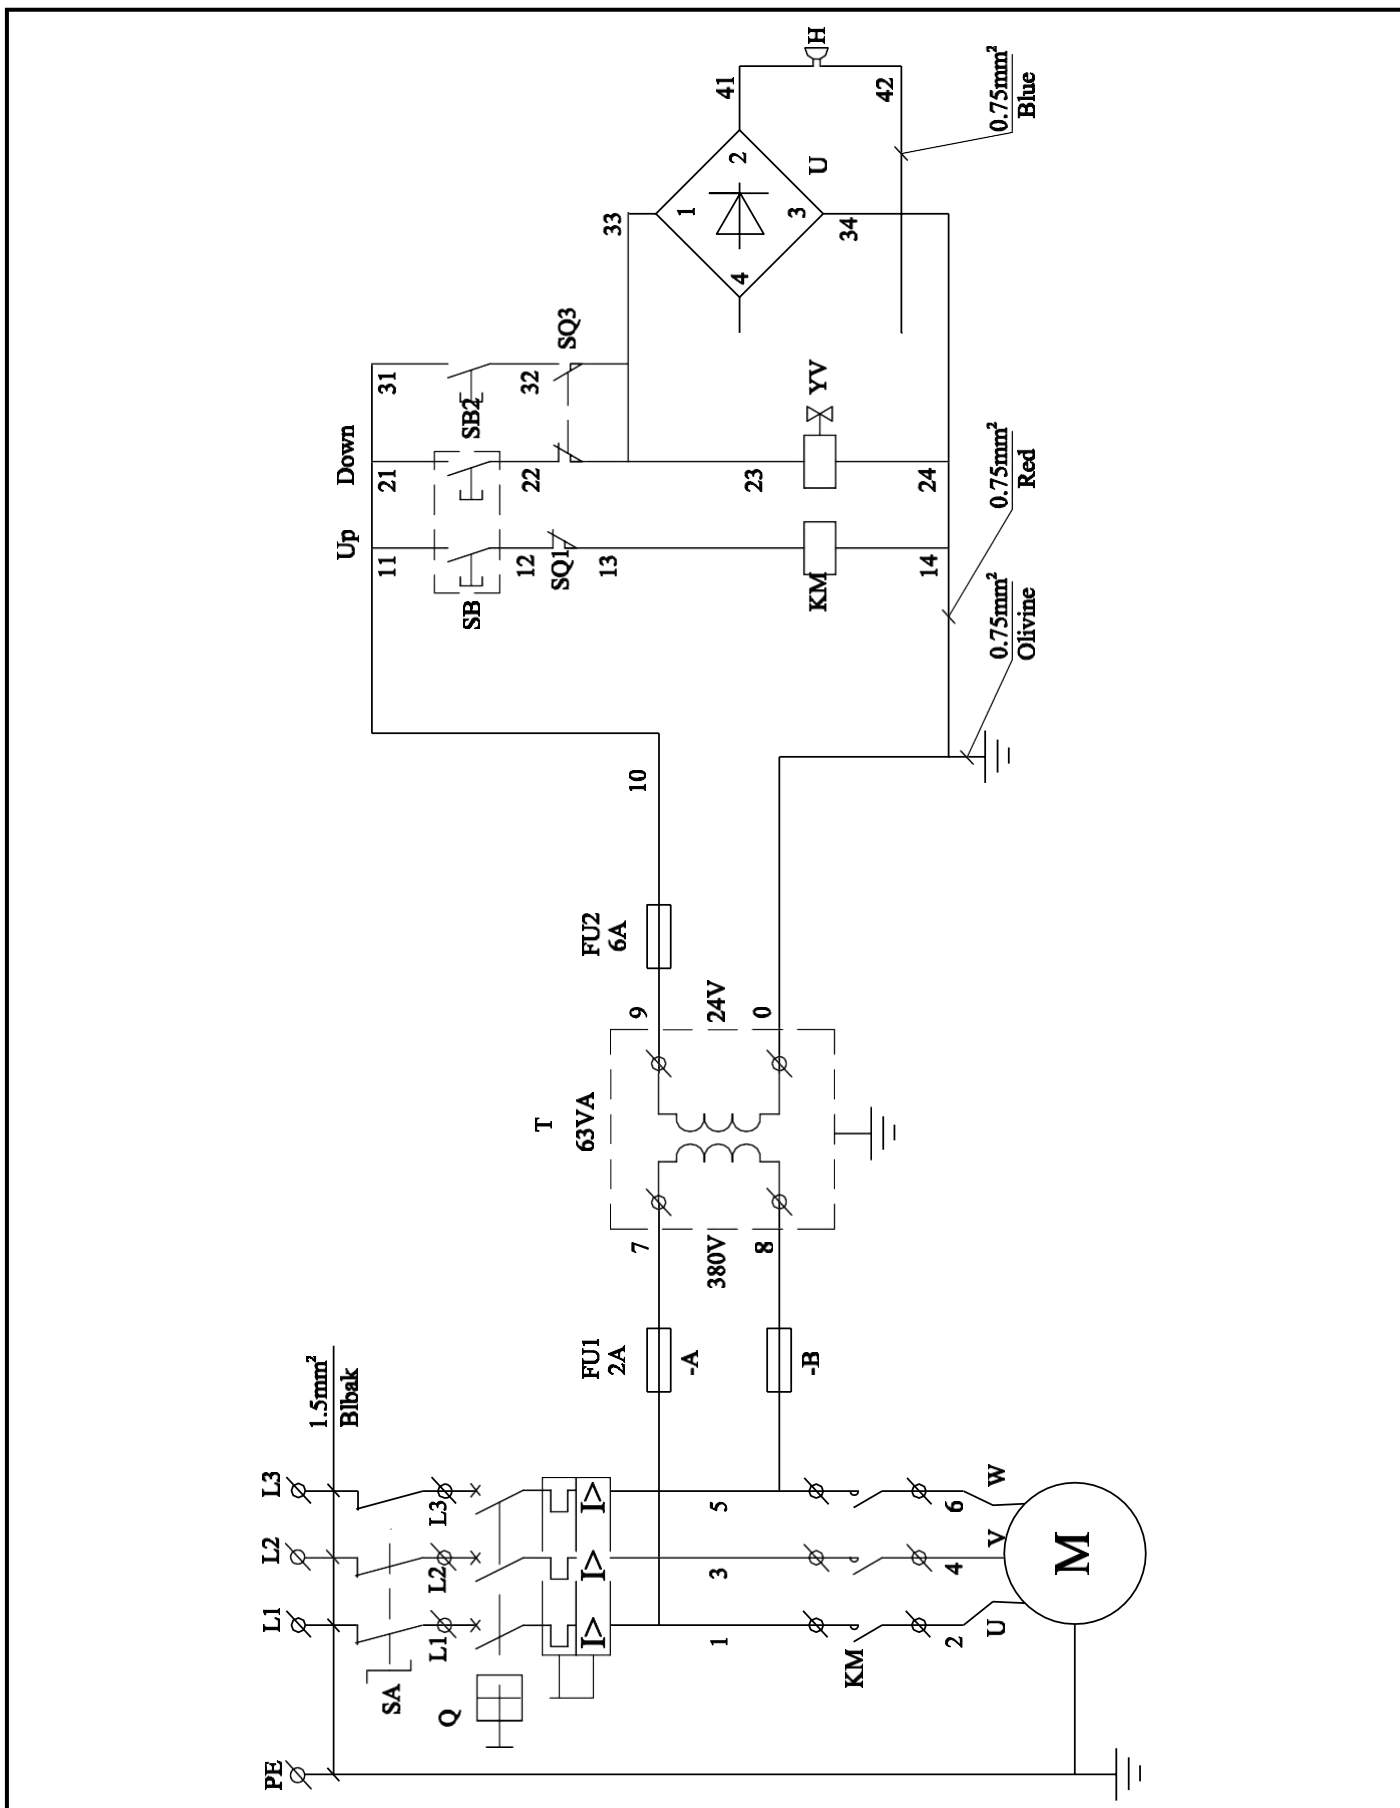 PE
L1
L2
L3
1.5mm²
Blbak
SA
L1
L2
L3
Q
I>
I>
I>
FU1
2A
-A
-B
1
3
5
KM
2
4
6
U
V
W
M
T
63VA
7
380V
8
9
24V
0
FU2
6A
10
Up
Down
11
21
31
SB
SB2
12
22
32
SQ1
SQ3
13
33
23
KM
YV
14
24
1
2
3
4
U
34
41
42
H
0.75mm²
Olivine
0.75mm²
Red
0.75mm²
Blue